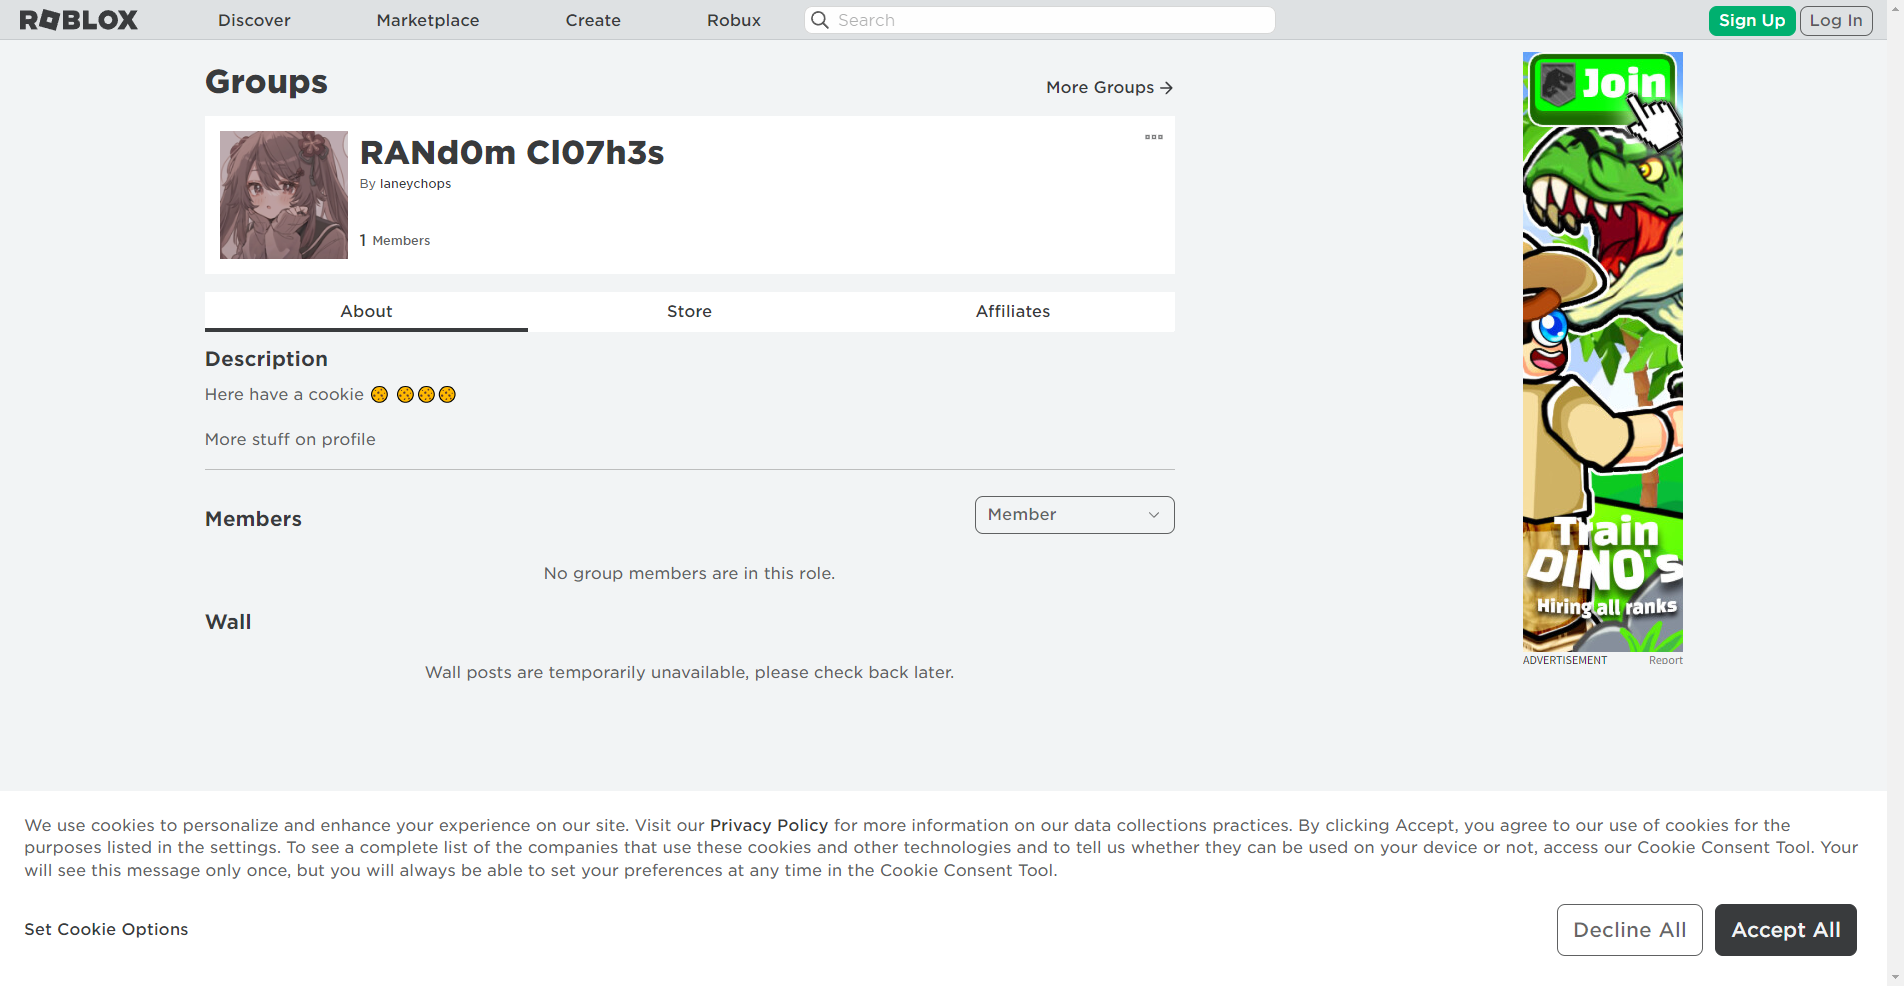 ROBLOX
Discover
Marketplace
Create
Robux
Search
Sign Up
Log In
Groups
More Groups
RANd0m Cl07h3s
By laneychops
1 Members
About
Store
Affiliates
Description
Here have a cookie
More stuff on profile
Members
Member
No group members are in this role.
Wall
Wall posts are temporarily unavailable, please check back later.
Join
Train
DINO's
Hiring all ranks
ADVERTISEMENT
Report
We use cookies to personalize and enhance your experience on our site. Visit our Privacy Policy for more information on our data collections practices. By clicking Accept, you agree to our use of cookies for the
purposes listed in the settings. To see a complete list of the companies that use these cookies and other technologies and to tell us whether they can be used on your device or not, access our Cookie Consent Tool. Your
will see this message only once, but you will always be able to set your preferences at any time in the Cookie Consent Tool.
Set Cookie Options
Decline All
Accept All